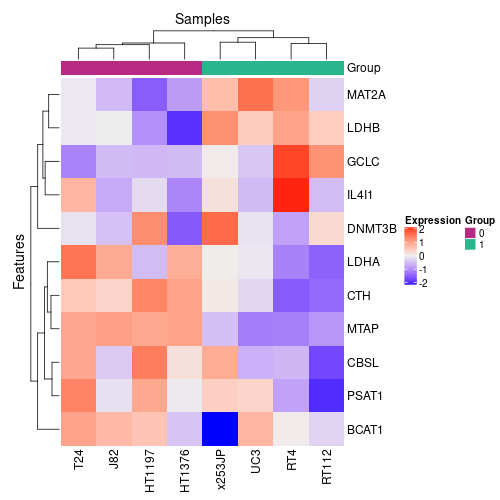 Samples
Group
MAT2A
LDHB
GCLC
IL4I1
DNMT3B
LDHA
CTH
MTAP
CBSL
PSAT1
BCAT1
Features
Expression
2
1
0
-1
-2
Group
0
1
T24
J82
HT1197
HT1376
x253JP
UC3
RT4
RT112